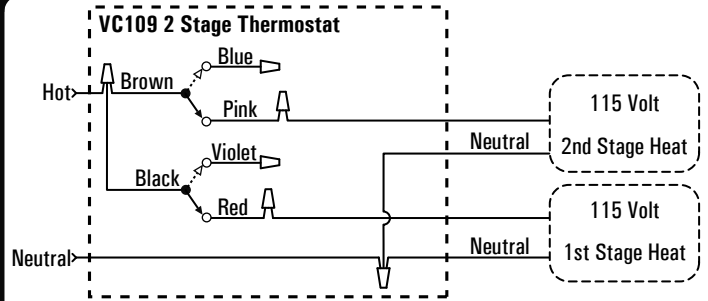 VC109 2 Stage Thermostat
Blue
Hot
Brown
Pink
115 Volt
Neutral
2nd Stage Heat
Violet
Black
Red
115 Volt
Neutral
Neutral
1st Stage Heat